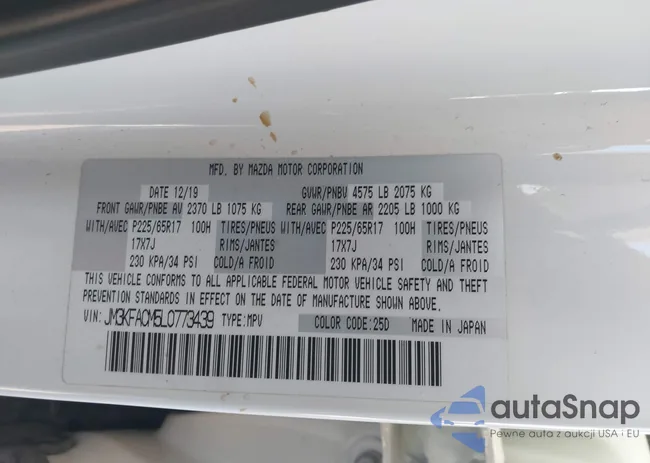 MFD. BY MAZDA MOTOR CORPORATION
DATE 12/19 GVWR/PNBV 4575 LB 2075 KG
FRONT GAWR/PNBE AV 2370 LB 1075 KG REAR GAWR/PNBE AR 2205 LB 1000 KG
WITH/AVEC P225/65R17 100H TIRES/PNEUS WITH/AVEC P225/65R17 100H TIRES/PNEUS
17X7J RIMS/JANTES 17X7J RIMS/JANTES
230 KPA/34 PSI COLD/A FROID 230 KPA/34 PSI COLD/A FROID
THIS VEHICLE CONFORMS TO ALL APPLICABLE FEDERAL MOTOR VEHICLE SAFETY AND THEFT
PREVENTION STANDARDS IN EFFECT ON THE DATE OF MANUFACTURE SHOWN ABOVE.
VIN: JM3KFACM5L0773439 TYPE:MPV COLOR CODE:25D MADE IN JAPAN
autoSnap
Pewne auta z aukcji USA i EU